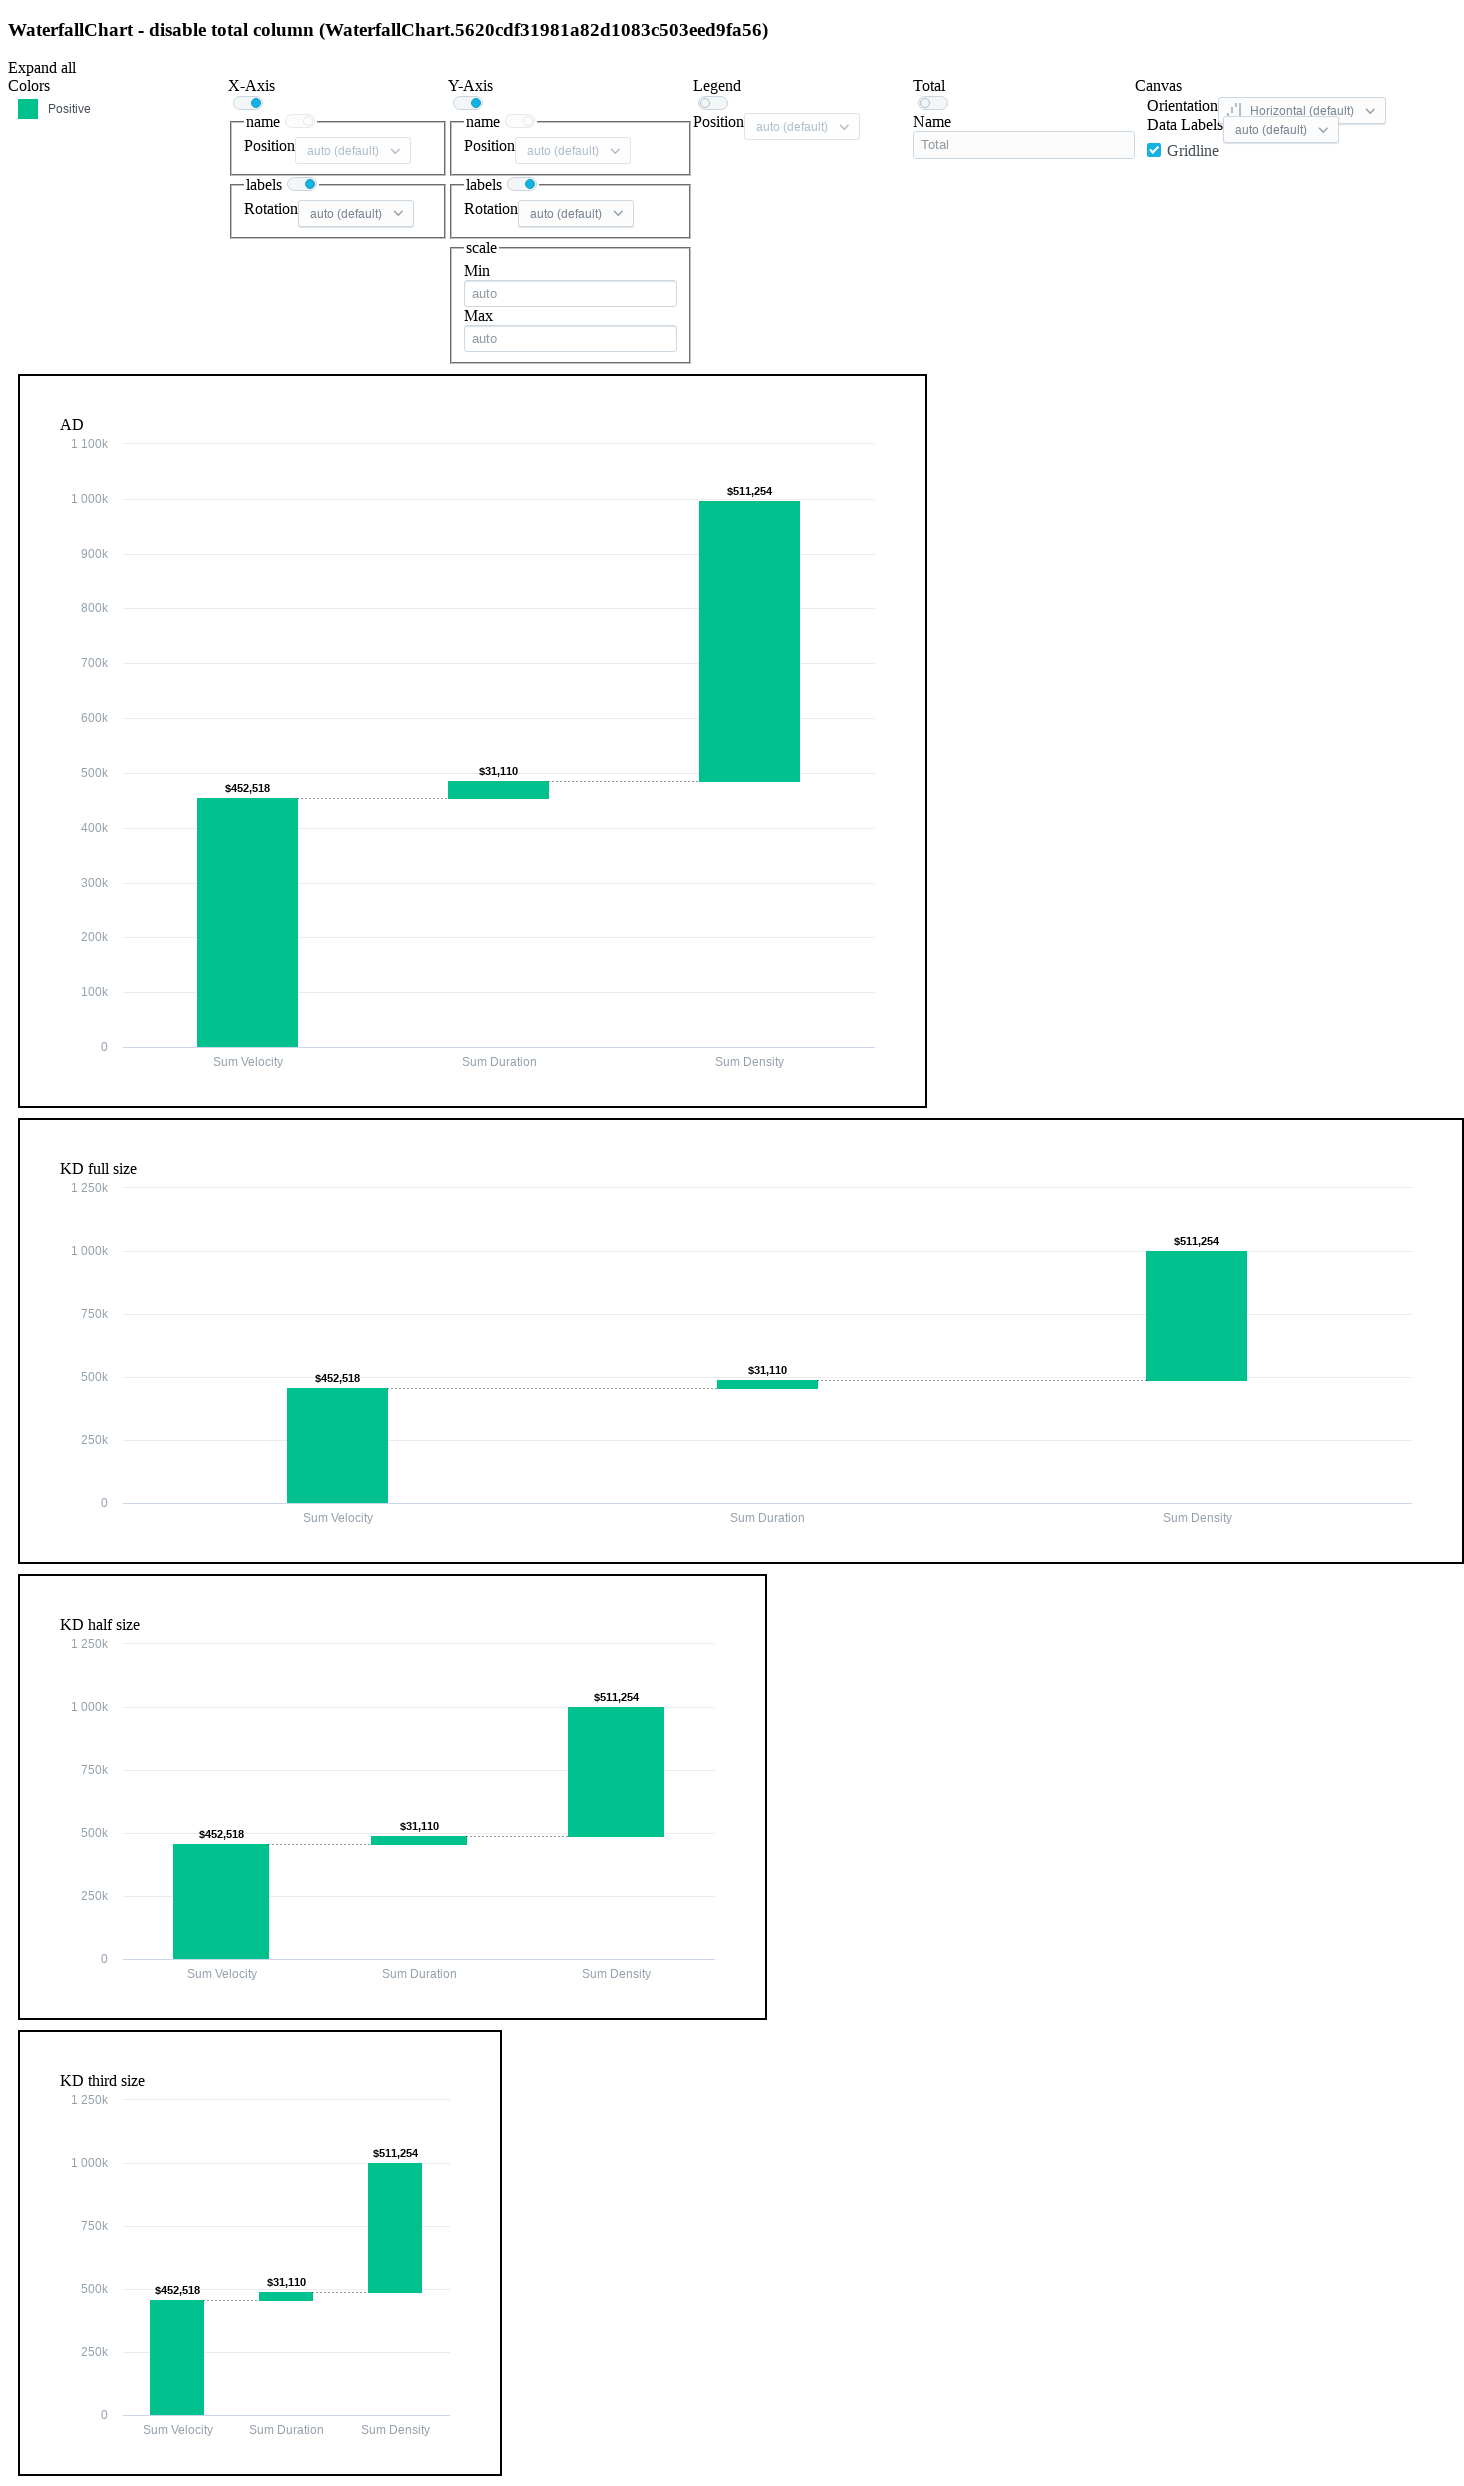 WaterfallChart - disable total column (WaterfallChart.5620cdf31981a82d1083c503eed9fa56)
Expand all
Colors
Positive
X-Axis
name
Position auto (default)
labels
Rotation auto (default)
Y-Axis
name
Position auto (default)
labels
Rotation auto (default)
scale
Min
auto
Max
auto
Legend
Position auto (default)
Total
Name
Total
Canvas
Orientation Horizontal (default)
Data Labels auto (default)
Gridline
AD
1 100k
1 000k
900k
800k
700k
600k
500k
400k
300k
200k
100k
0
$452,518
$31,110
$511,254
Sum Velocity Sum Duration Sum Density
KD full size
1 250k
1 000k
750k
500k
250k
0
$452,518
$31,110
$511,254
Sum Velocity Sum Duration Sum Density
KD half size
1 250k
1 000k
750k
500k
250k
0
$452,518
$31,110
$511,254
Sum Velocity Sum Duration Sum Density
KD third size
1 250k
1 000k
750k
500k
250k
0
$452,518
$31,110
$511,254
Sum Velocity Sum Duration Sum Density